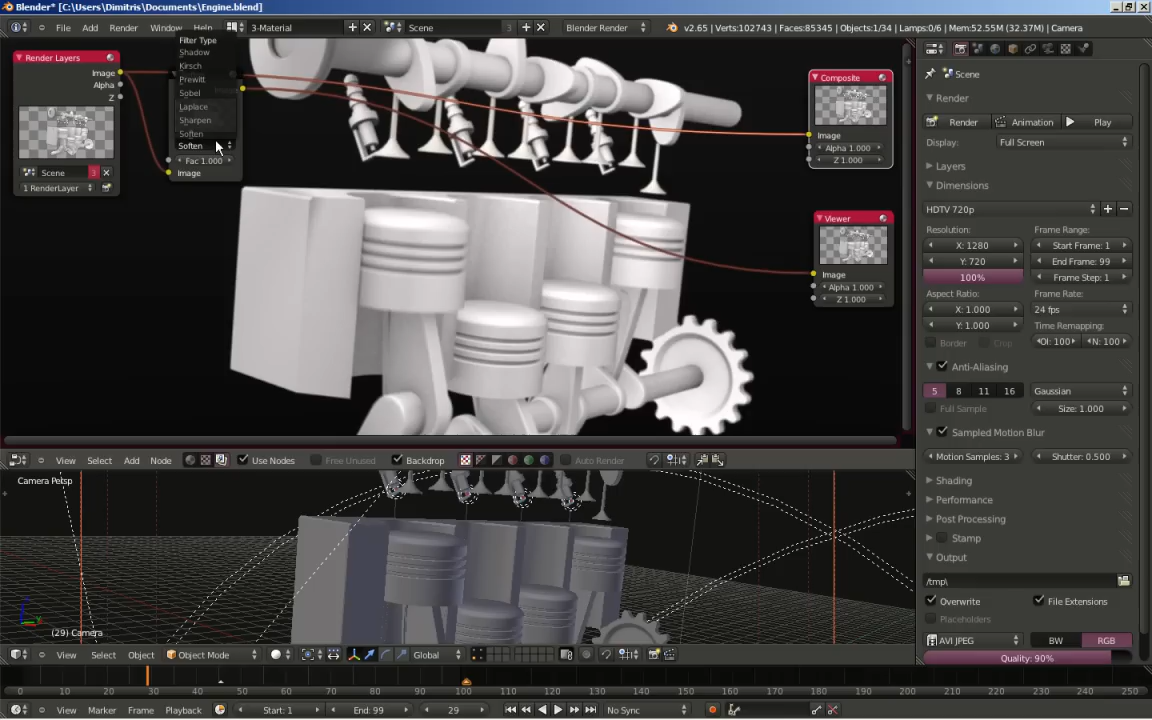 Blender* [C:\Users\Dimitris\Documents\Engine.blend]
File Add Render Window Help 3-Material Scene Blender Render v2.65 | Verts:102743 | Faces:85345 | Objects:1/34 | Lamps:0/6 | Mem:52.55M (32.37M) | Camera
Render Layers
Image
Alpha
Z
Scene 3
1 RenderLayer
Filter Type
Shadow
Kirsch
Prewitt
Sobel
Laplace
Sharpen
Soften
Soften
Fac 1.000
Image
Composite
Image
Alpha 1.000
Z 1.000
Viewer
Image
Alpha 1.000
Z 1.000
View Select Add Node Use Nodes Free Unused Backdrop Auto Render
Camera Persp
(29) Camera
View Select Object Object Mode Global
0 10 20 30 40 50 60 70 80 90 100 110 120 130 140 150 160 170 180 190 200 210 220 230 240 250
View Marker Frame Playback Start: 1 End: 99 29 No Sync
Scene
Render
Render Animation Play
Display: Full Screen
Layers
Dimensions
HDTV 720p
Resolution: Frame Range:
X: 1280 Start Frame: 1
Y: 720 End Frame: 99
100% Frame Step: 1
Aspect Ratio: Frame Rate:
X: 1.000 24 fps
Y: 1.000 Time Remapping:
Border Crop OI: 100 N: 100
Anti-Aliasing
5 8 11 16 Gaussian
Full Sample Size: 1.000
Sampled Motion Blur
Motion Samples: 3 Shutter: 0.500
Shading
Performance
Post Processing
Stamp
Output
/tmp\
Overwrite File Extensions
Placeholders
AVI JPEG BW RGB
Quality: 90%